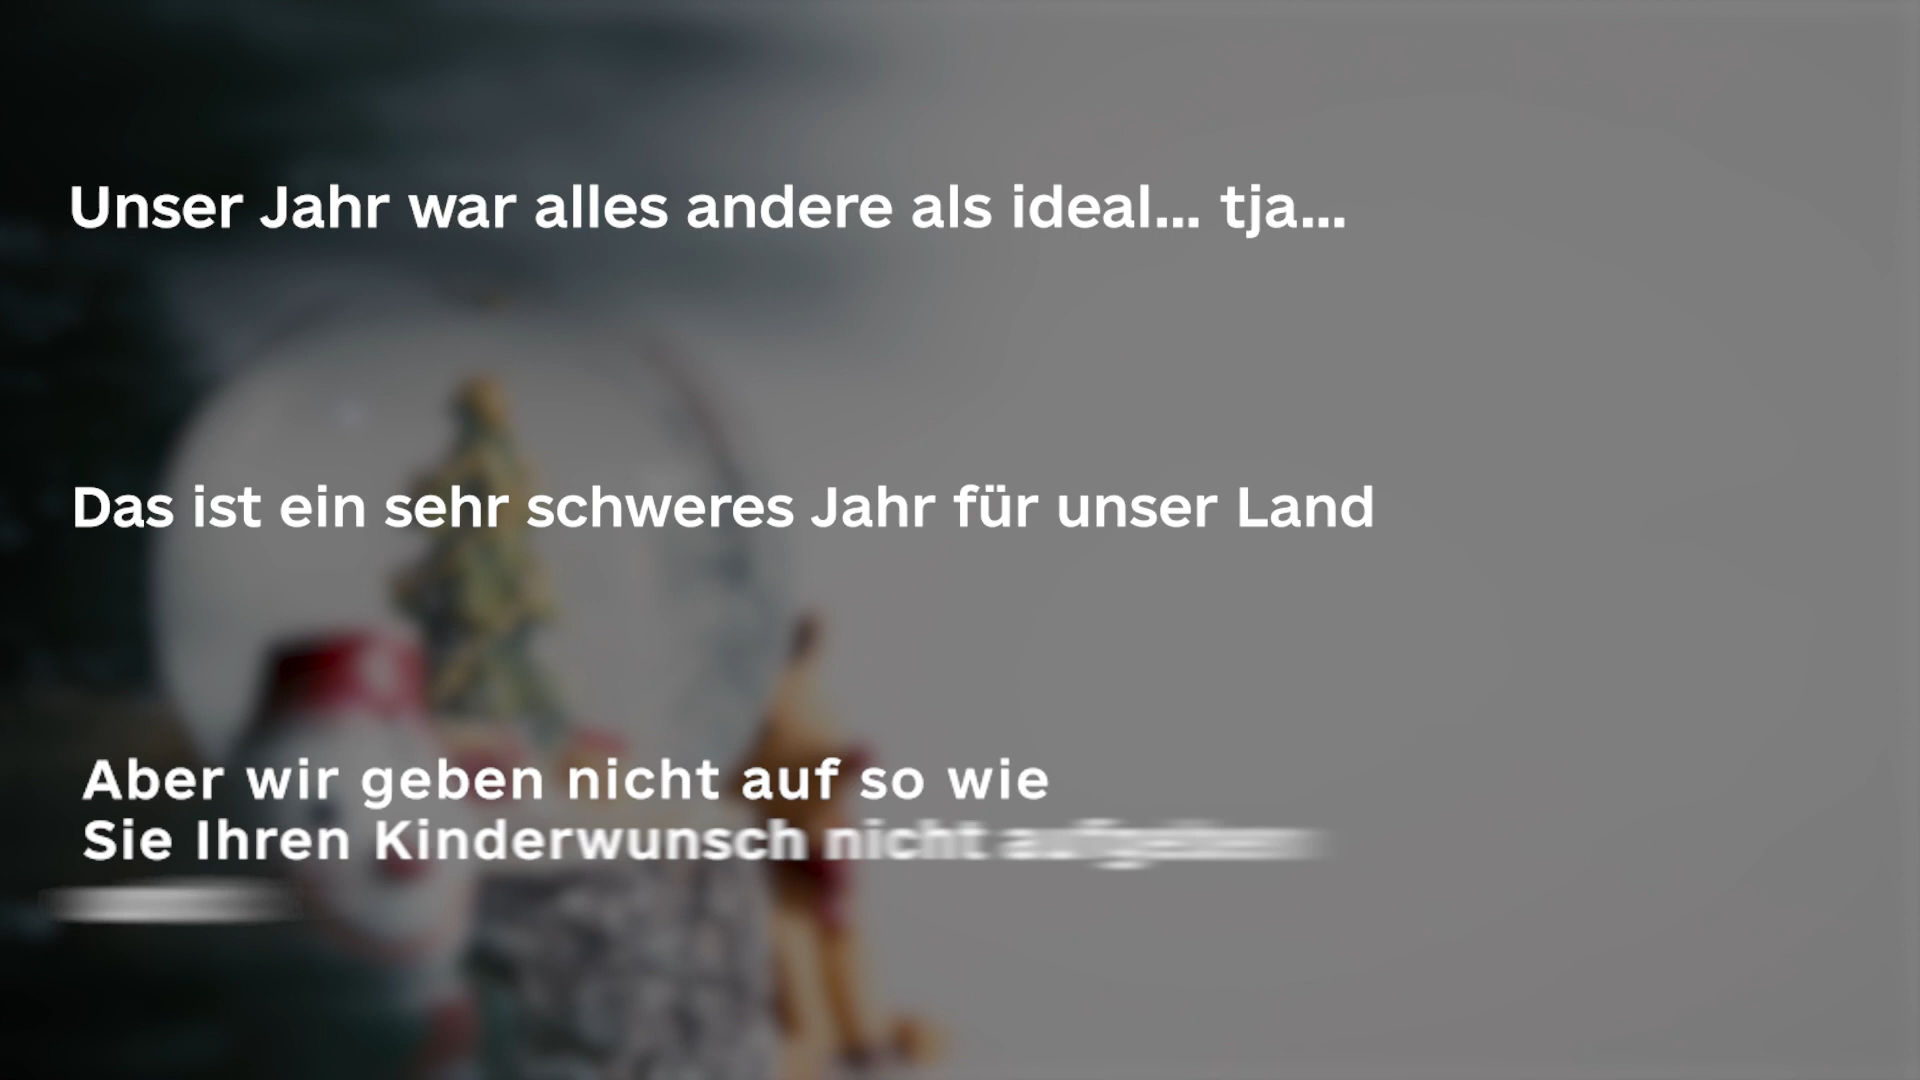 Unser Jahr war alles andere als ideal... tja...
Das ist ein sehr schweres Jahr für unser Land
Aber wir geben nicht auf so wie
Sie Ihren Kinderwunsch nicht